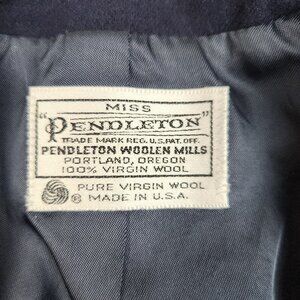 MISS
"PENDLETON"
TRADE MARK REG. U.S. PAT. OFF.
PENDLETON WOOLEN MILLS
PORTLAND, OREGON
100% VIRGIN WOOL
PURE VIRGIN WOOL
® MADE IN U.S.A.